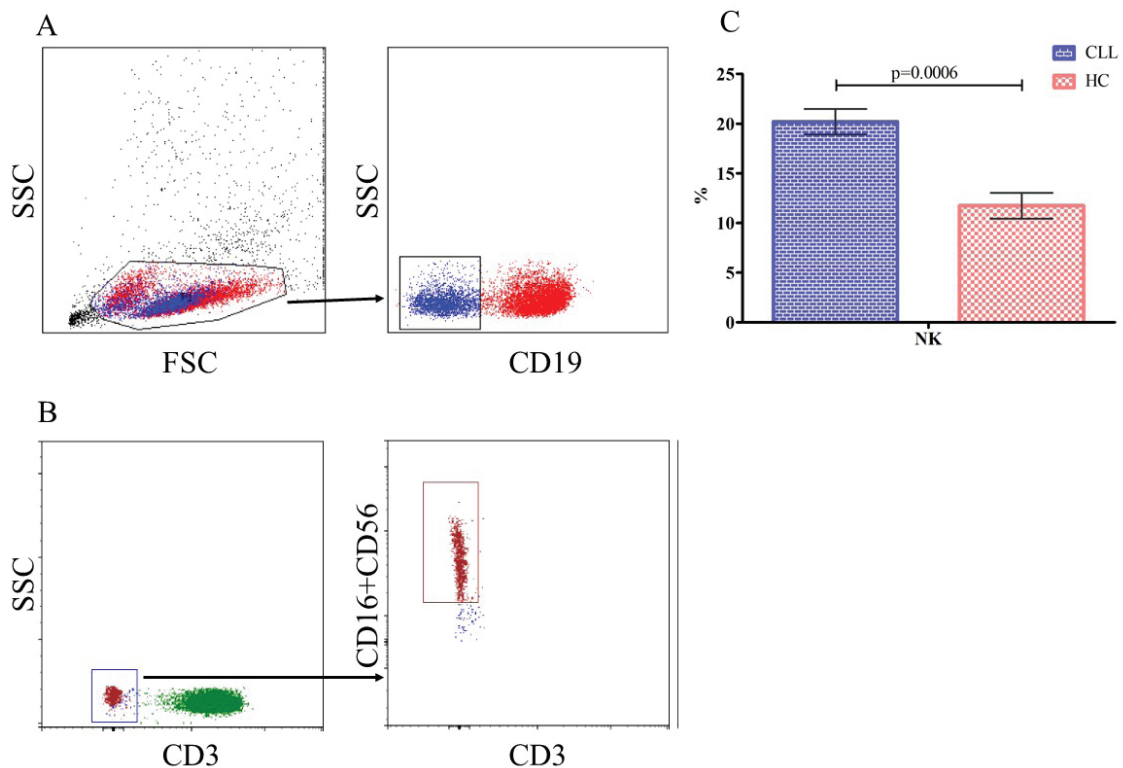 A
SSC
FSC
SSC
CD19
B
SSC
CD3
CD16+CD56
CD3
C
CLL
HC
p=0.0006
25
20
15
10
5
0
%
NK